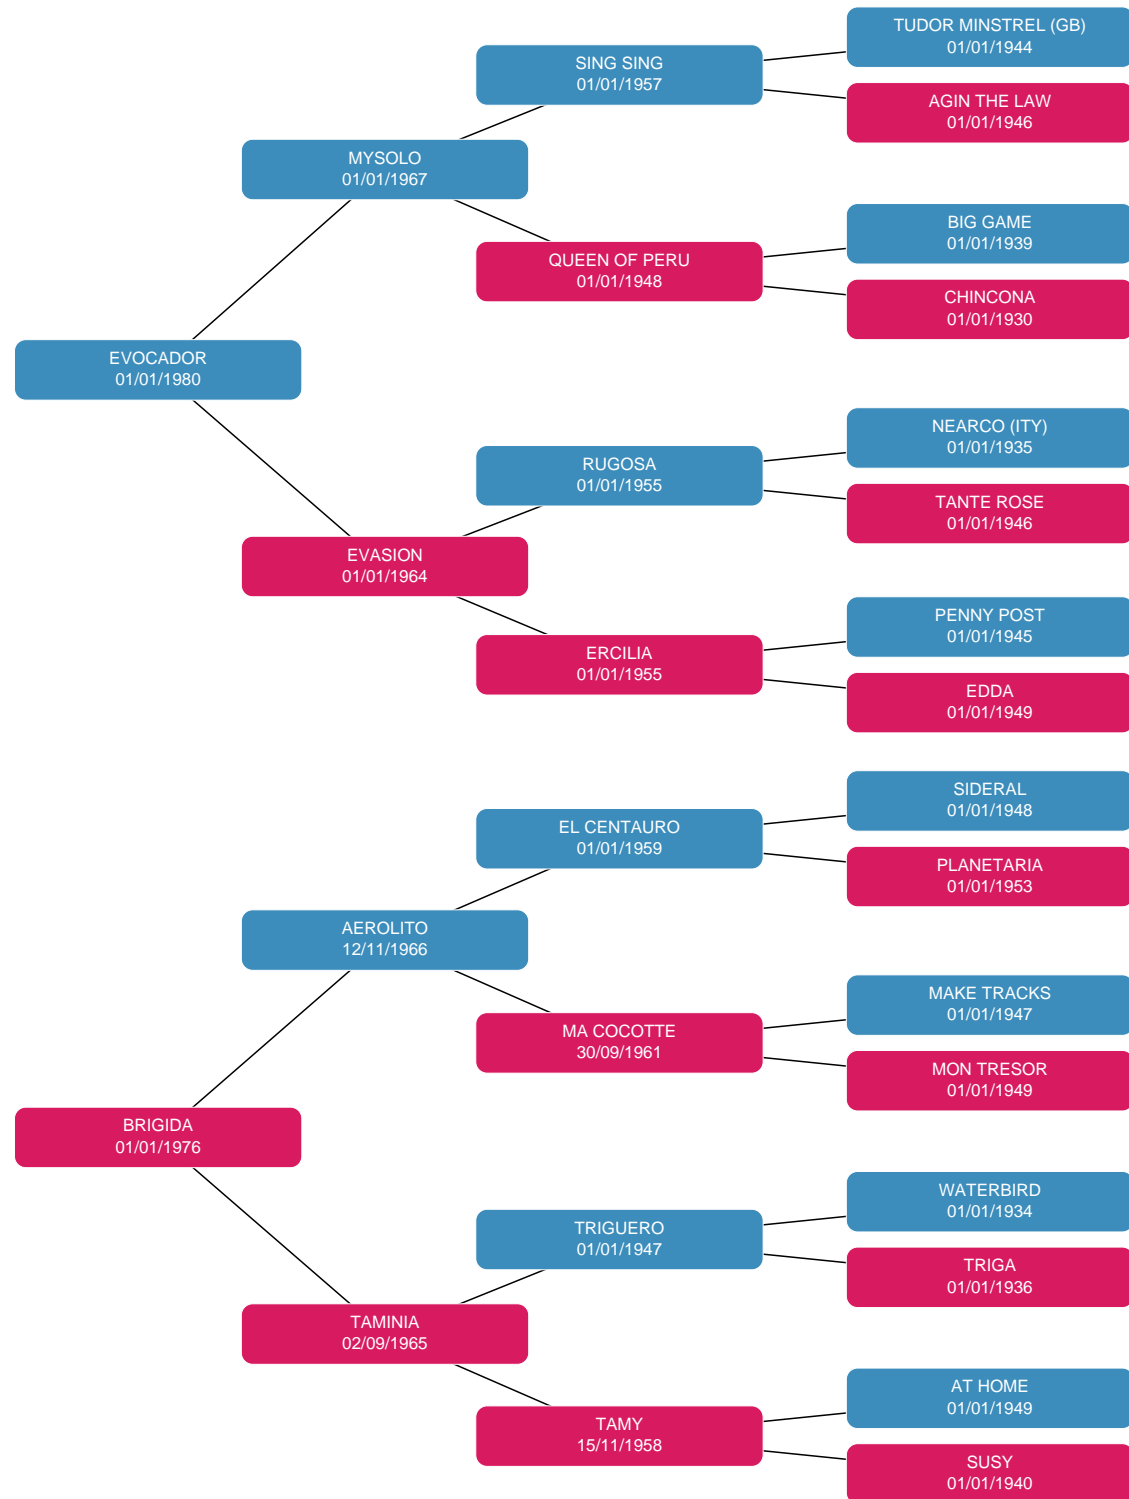 TUDOR MINSTREL (GB)
01/01/1944
SING SING
01/01/1957
AGIN THE LAW
01/01/1946
MYSOLO
01/01/1967
BIG GAME
01/01/1939
QUEEN OF PERU
01/01/1948
CHINCONA
01/01/1930
EVOCADOR
01/01/1980
NEARCO (ITY)
01/01/1935
RUGOSA
01/01/1955
TANTE ROSE
01/01/1946
EVASION
01/01/1964
PENNY POST
01/01/1945
ERCILIA
01/01/1955
EDDA
01/01/1949
SIDERAL
01/01/1948
EL CENTAURO
01/01/1959
PLANETARIA
01/01/1953
AEROLITO
12/11/1966
MAKE TRACKS
01/01/1947
MA COCOTTE
30/09/1961
MON TRESOR
01/01/1949
BRIGIDA
01/01/1976
WATERBIRD
01/01/1934
TRIGUERO
01/01/1947
TRIGA
01/01/1936
TAMINIA
02/09/1965
AT HOME
01/01/1949
TAMY
15/11/1958
SUSY
01/01/1940